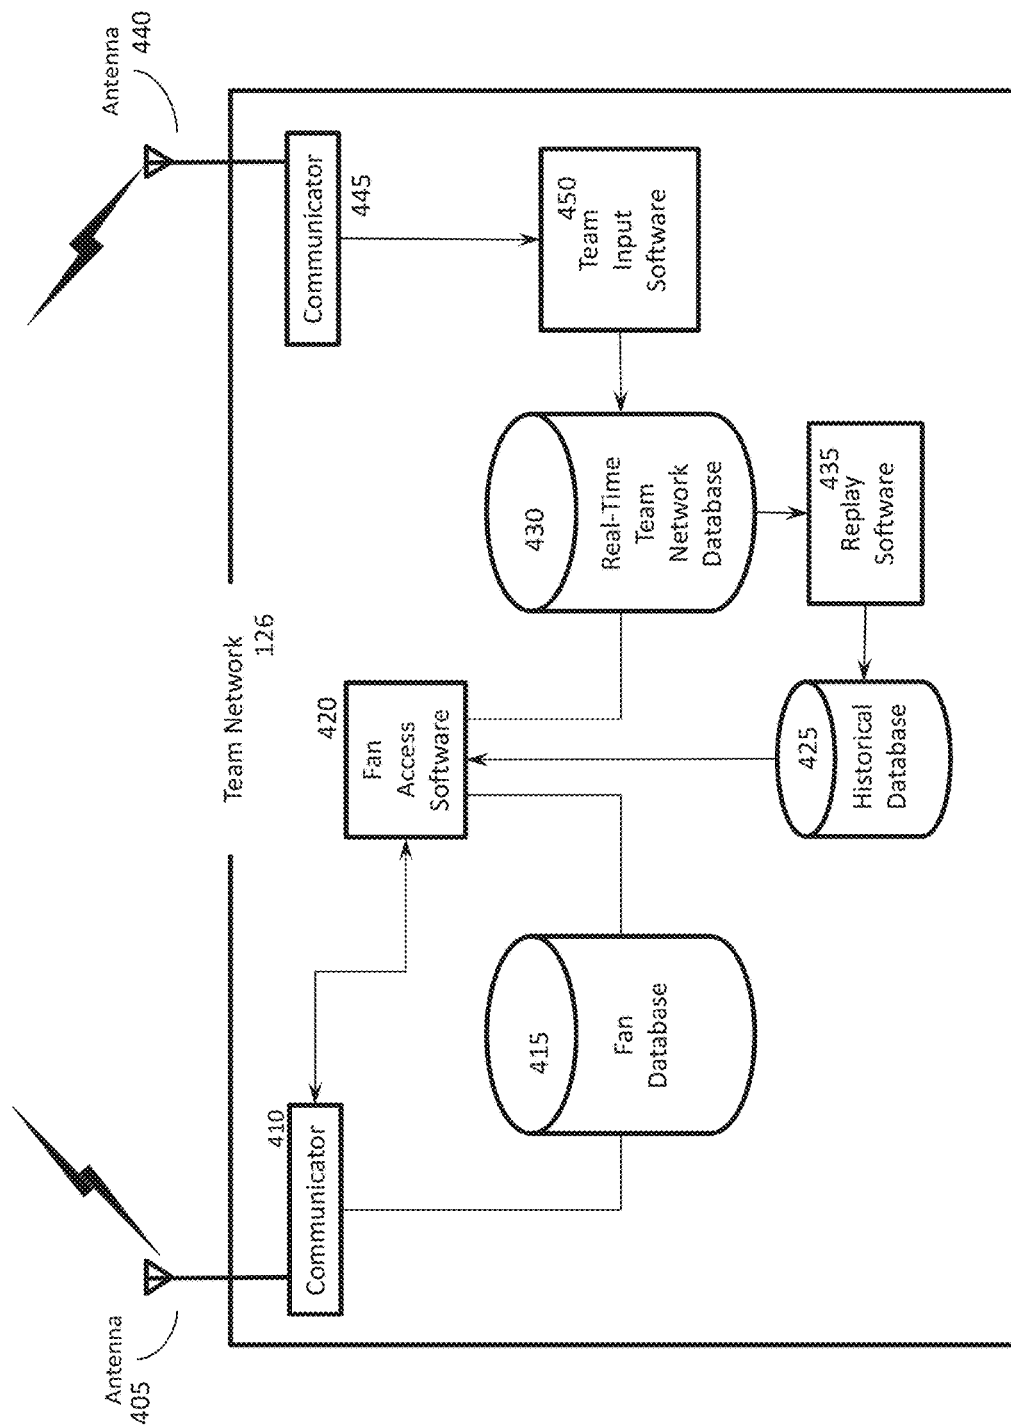 Antenna
405
Antenna
440
Team Network
126
410
Communicator
Communicator
445
420
Fan
Access
Software
450
Team
Input
Software
415
Fan
Database
430
Real-Time
Team
Network
Database
425
Historical
Database
435
Replay
Software